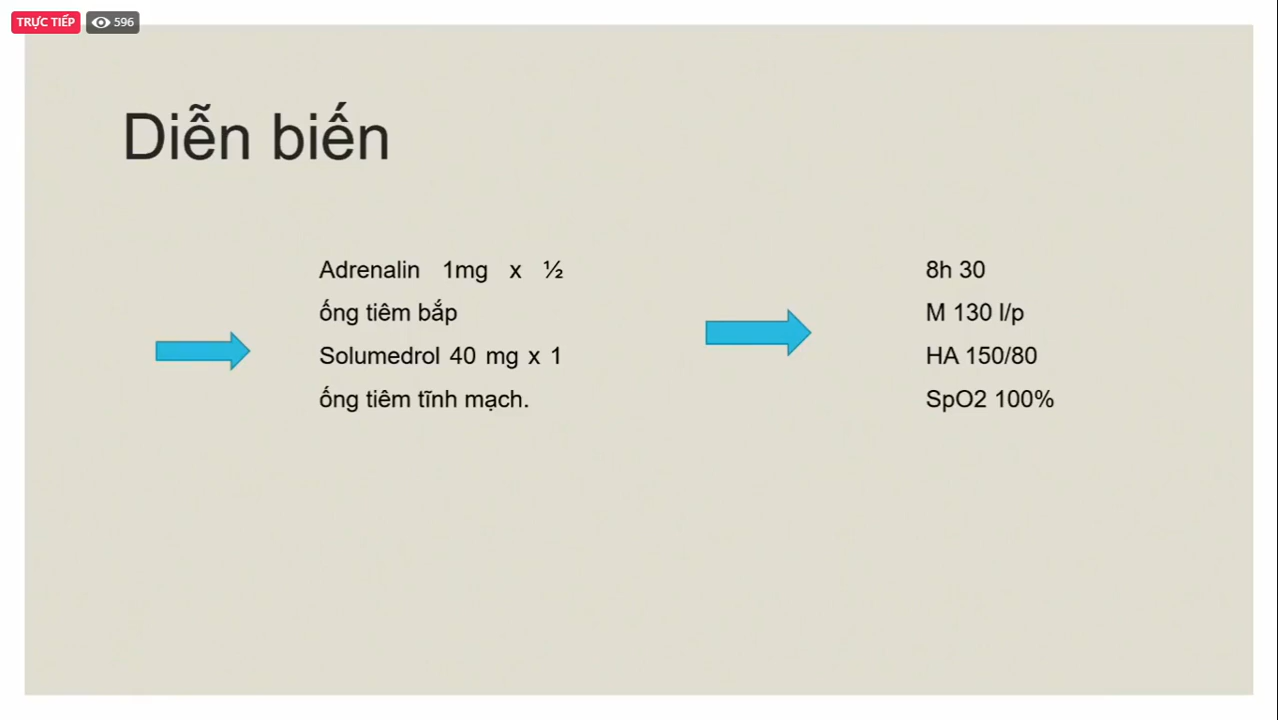 TRỰC TIẾP 596
Diễn biến
Adrenalin 1mg x ½
ống tiêm bắp
Solumedrol 40 mg x 1
ống tiêm tĩnh mạch.
8h 30
M 130 l/p
HA 150/80
SpO2 100%